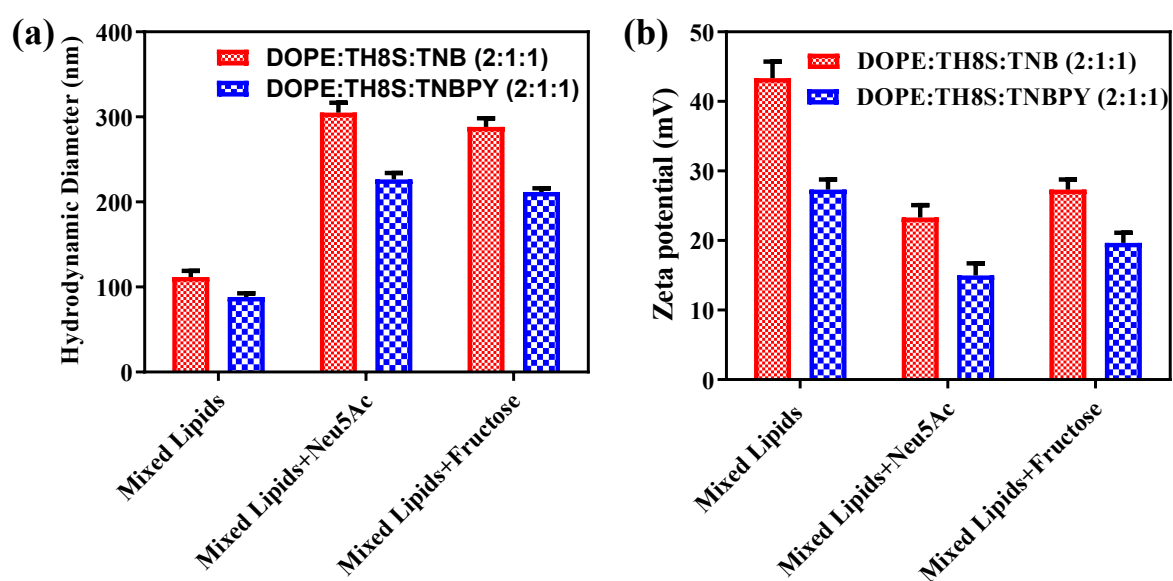 (a)
Hydrodynamic Diameter (nm)
400
300
200
100
0
DOPE:TH8S:TNB (2:1:1)
DOPE:TH8S:TNBPY (2:1:1)
Mixed Lipids
Mixed Lipids+Neu5Ac
Mixed Lipids+Fructose
(b)
Zeta potential (mV)
50
40
30
20
10
0
DOPE:TH8S:TNB (2:1:1)
DOPE:TH8S:TNBPY (2:1:1)
Mixed Lipids
Mixed Lipids+Neu5Ac
Mixed Lipids+Fructose